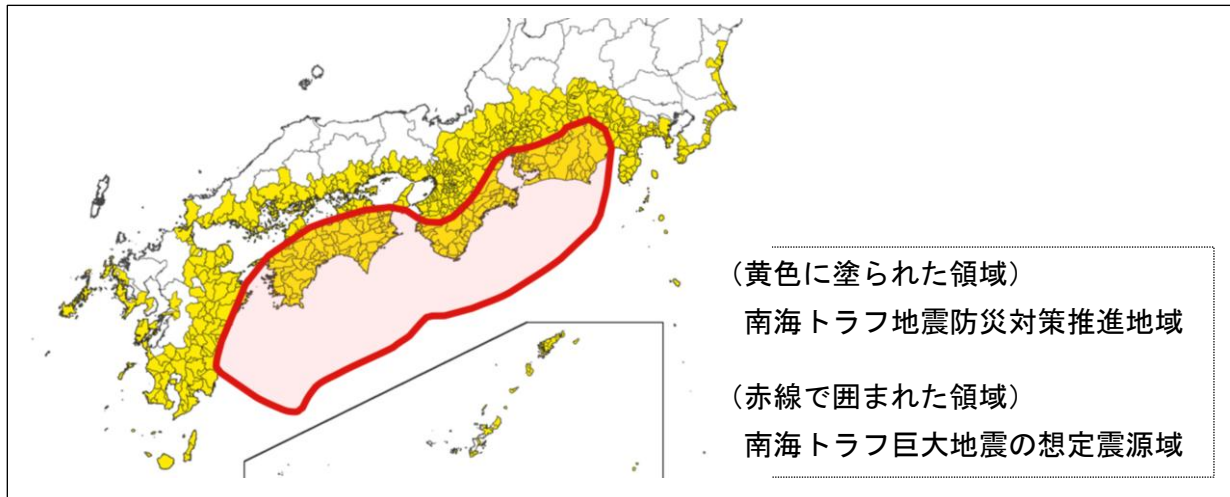 （黄色に塗られた領域）
南海トラフ地震防災対策推進地域
（赤線で囲まれた領域）
南海トラフ巨大地震の想定震源域